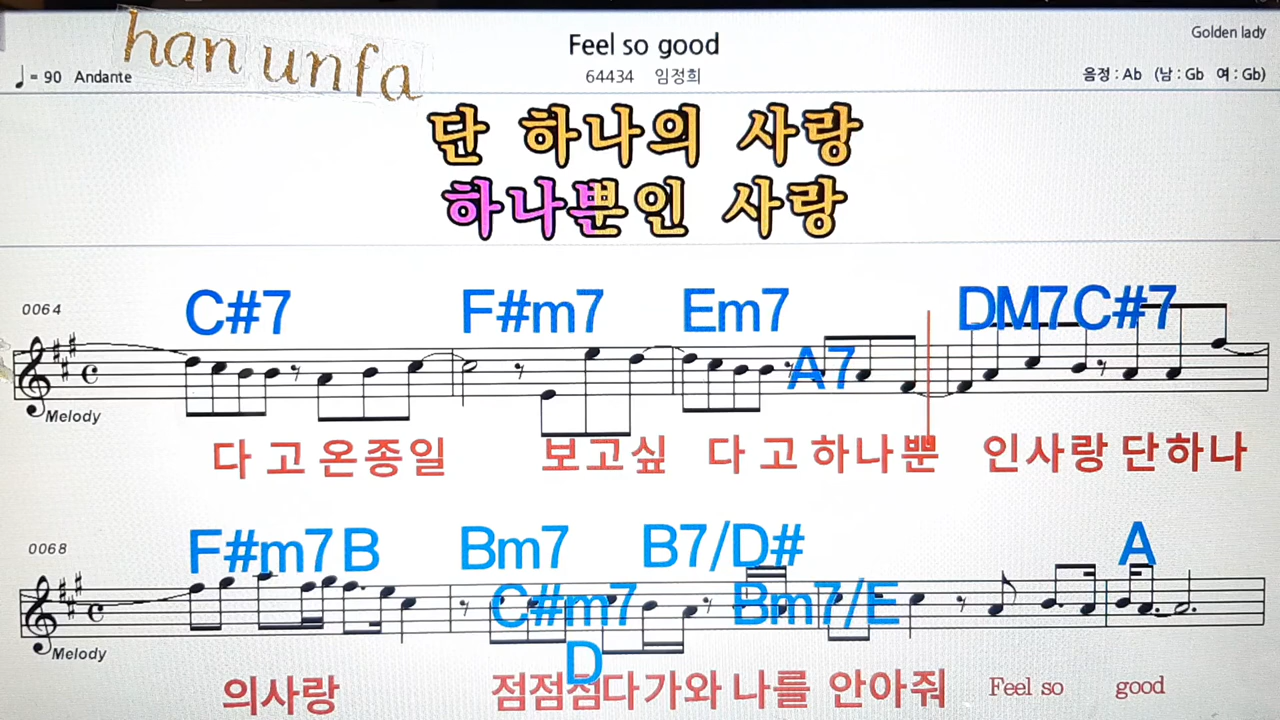 han unfa
Feel so good
Golden lady
♩= 90 Andante
64434 임정희
음정 : Ab (남 : Gb 여 : Gb)
단 하나의 사랑
하나뿐인 사랑
0064
C#7 F#m7 Em7 A7 DM7 C#7
Melody
다 고 온종일 보고싶 다 고 하나뿐 인사랑 단하나
0068
F#m7 B Bm7 C#m7 D B7/D# Bm7/E A
Melody
의사랑 점점점다가와 나를 안아줘 Feel so good